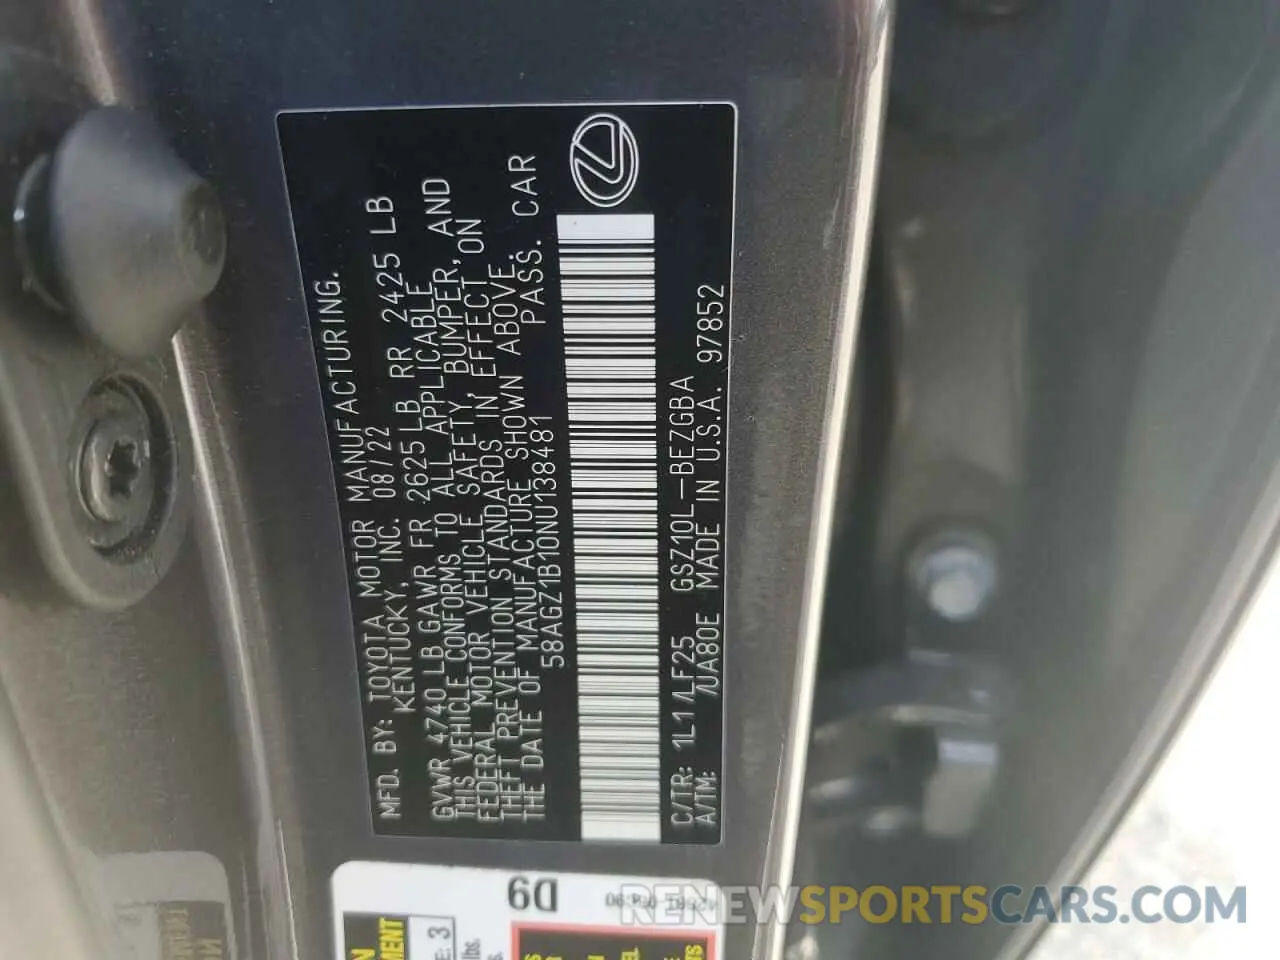 MFD. BY: TOYOTA MOTOR MANUFACTURING.
KENTUCKY, INC. 08/22
GVWR 4740 LB GAWR FR 2625 LB RR 2425 LB
THIS VEHICLE CONFORMS TO ALL APPLICABLE
FEDERAL MOTOR VEHICLE SAFETY, BUMPER, AND
THEFT PREVENTION STANDARDS IN EFFECT ON
THE DATE OF MANUFACTURE SHOWN ABOVE.
58AGZ1B10NU138481 PASS. CAR
C/TR: 1L1/LF25 GSZ10L-BEZGBA
A/TM: /UA80E MADE IN U.S.A. 97852
D9
RENEWSPORTSCARS.COM